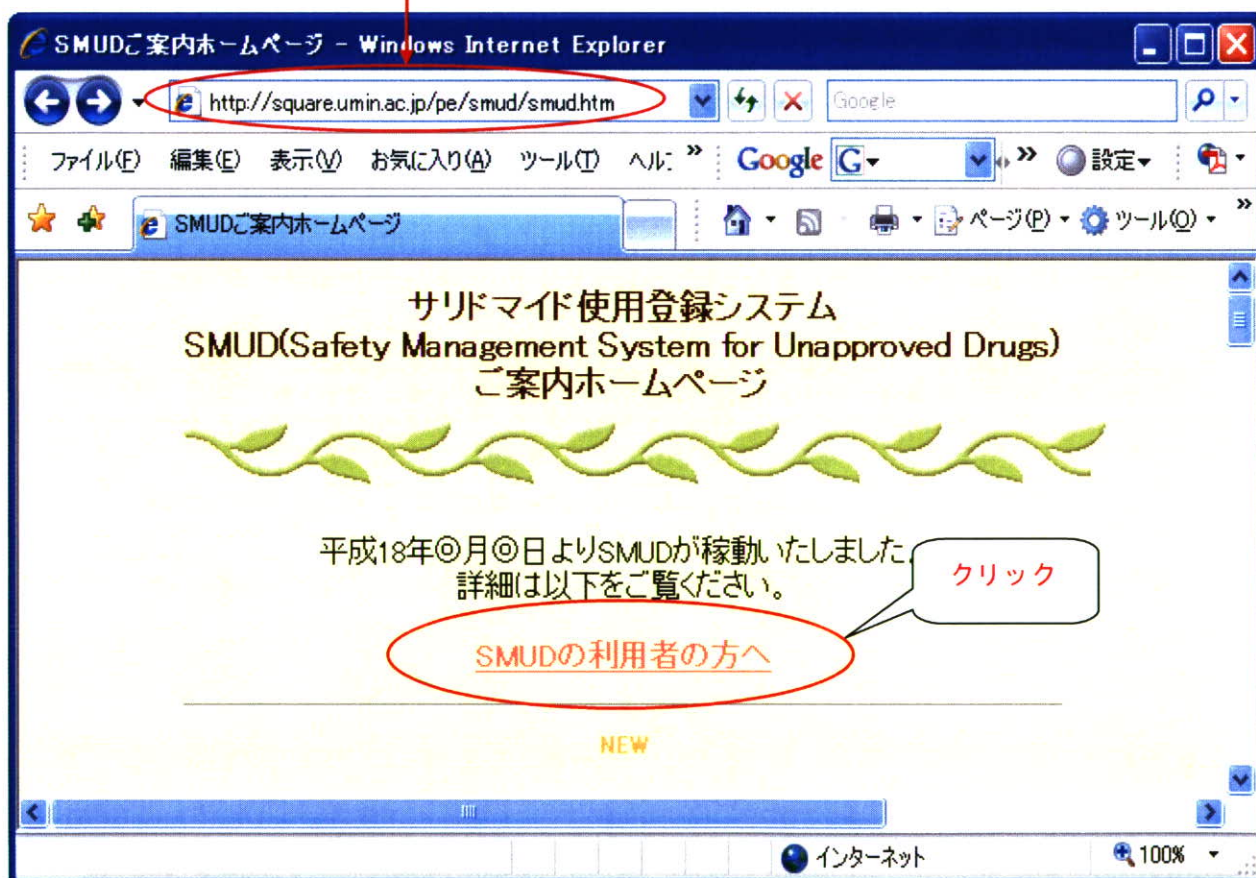 SMUDご案内ホームページ - Windows Internet Explorer
http://square.umin.ac.jp/pe/smud/smud.htm
Google
ファイル(F) 編集(E) 表示(V) お気に入り(A) ツール(T) ヘル
» Google G » 設定
SMUDご案内ホームページ
ページ(P) ツール(O) »
サリドマイド使用登録システム
SMUD(Safety Management System for Unapproved Drugs)
ご案内ホームページ
平成18年◎月◎日よりSMUDが稼動いたしました。
詳細は以下をご覧ください。
クリック
SMUDの利用者の方へ
NEW
インターネット
100%